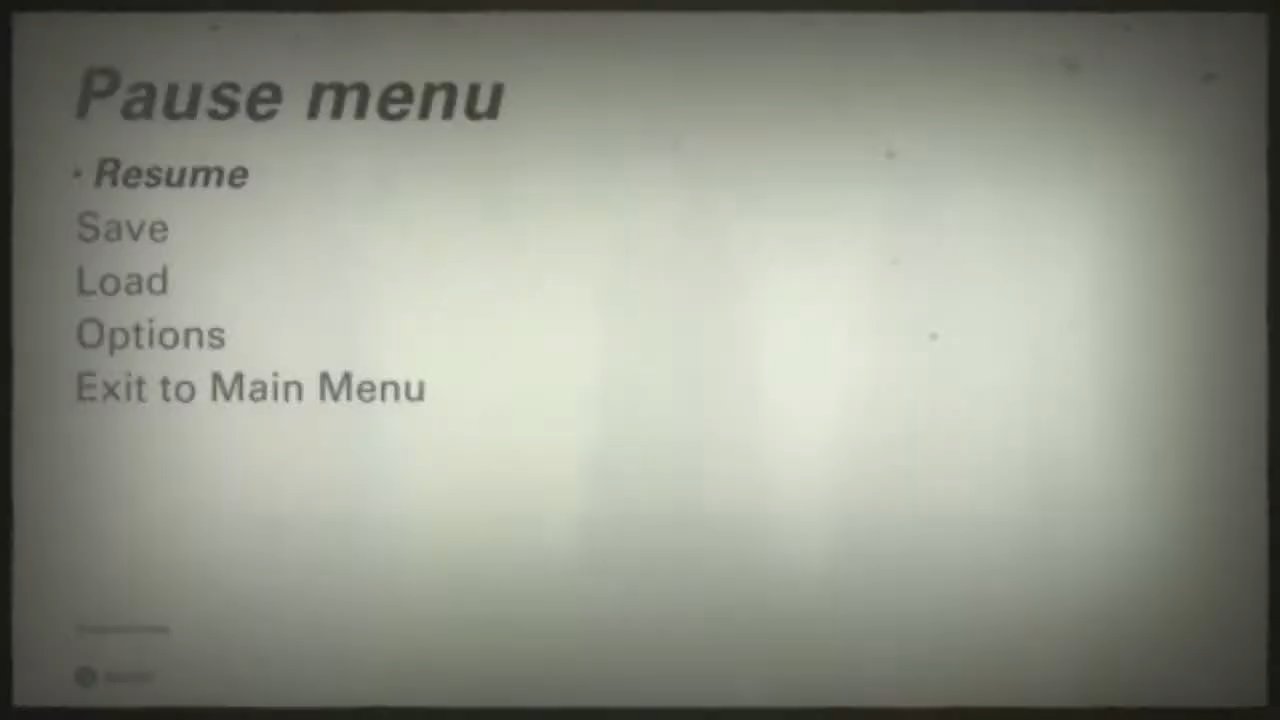 Pause menu
· Resume
Save
Load
Options
Exit to Main Menu